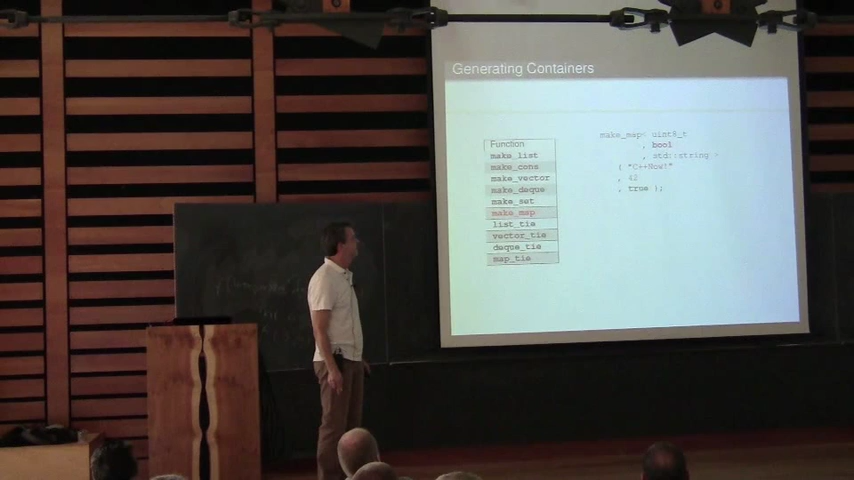 Generating Containers
Function
make_list
make_cons
make_vector
make_deque
make_set
make_map
list_tie
vector_tie
deque_tie
map_tie
make_map< uint8_t
, bool
, std::string >
( "C++Now!"
, 42
, true );